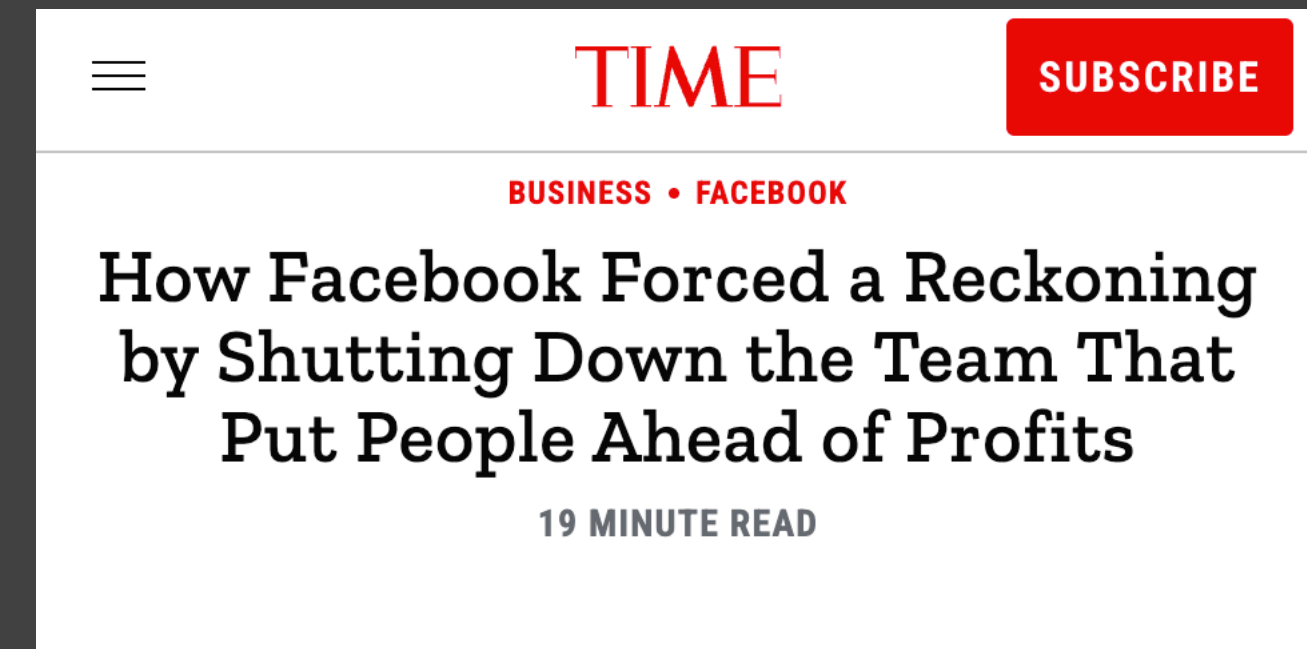 TIME
SUBSCRIBE
BUSINESS • FACEBOOK
How Facebook Forced a Reckoning
by Shutting Down the Team That
Put People Ahead of Profits
19 MINUTE READ